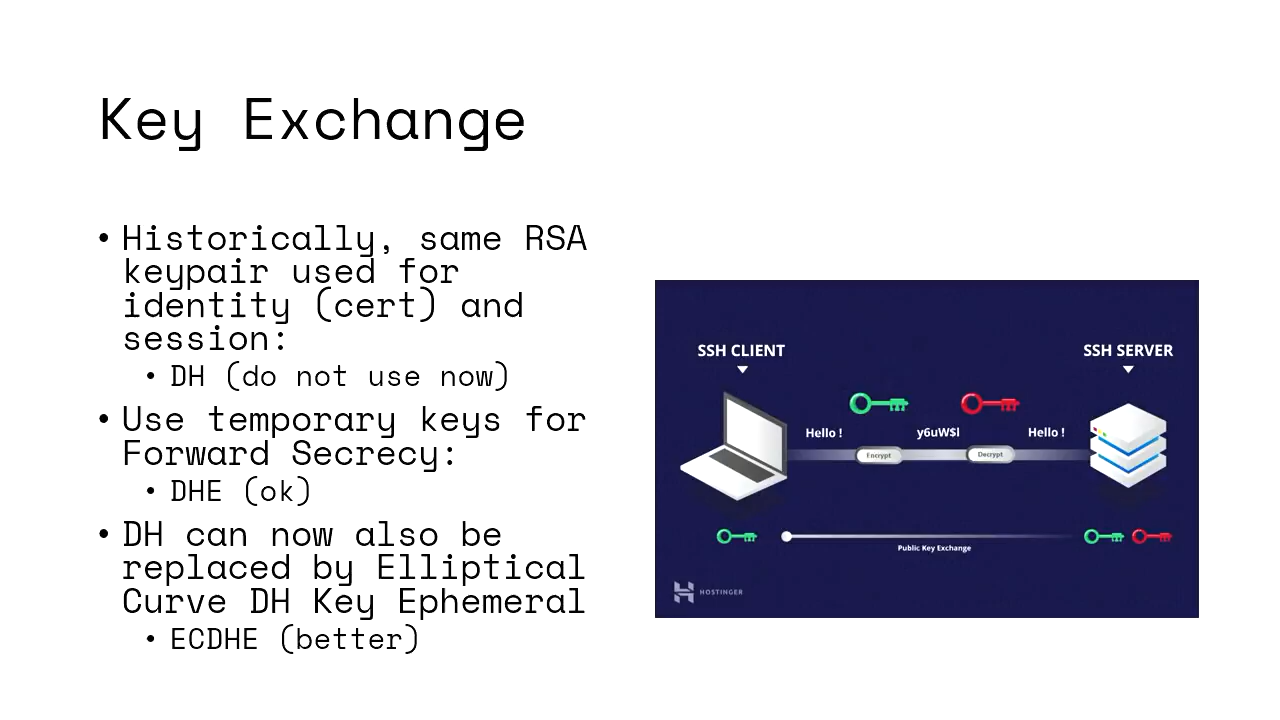 Key Exchange
• Historically, same RSA
keypair used for
identity (cert) and
session:
• DH (do not use now)
• Use temporary keys for
Forward Secrecy:
• DHE (ok)
• DH can now also be
replaced by Elliptical
Curve DH Key Ephemeral
• ECDHE (better)
SSH CLIENT
SSH SERVER
Hello !
y6uW$l
Hello !
Encrypt
Decrypt
Public Key Exchange
HOSTINGER